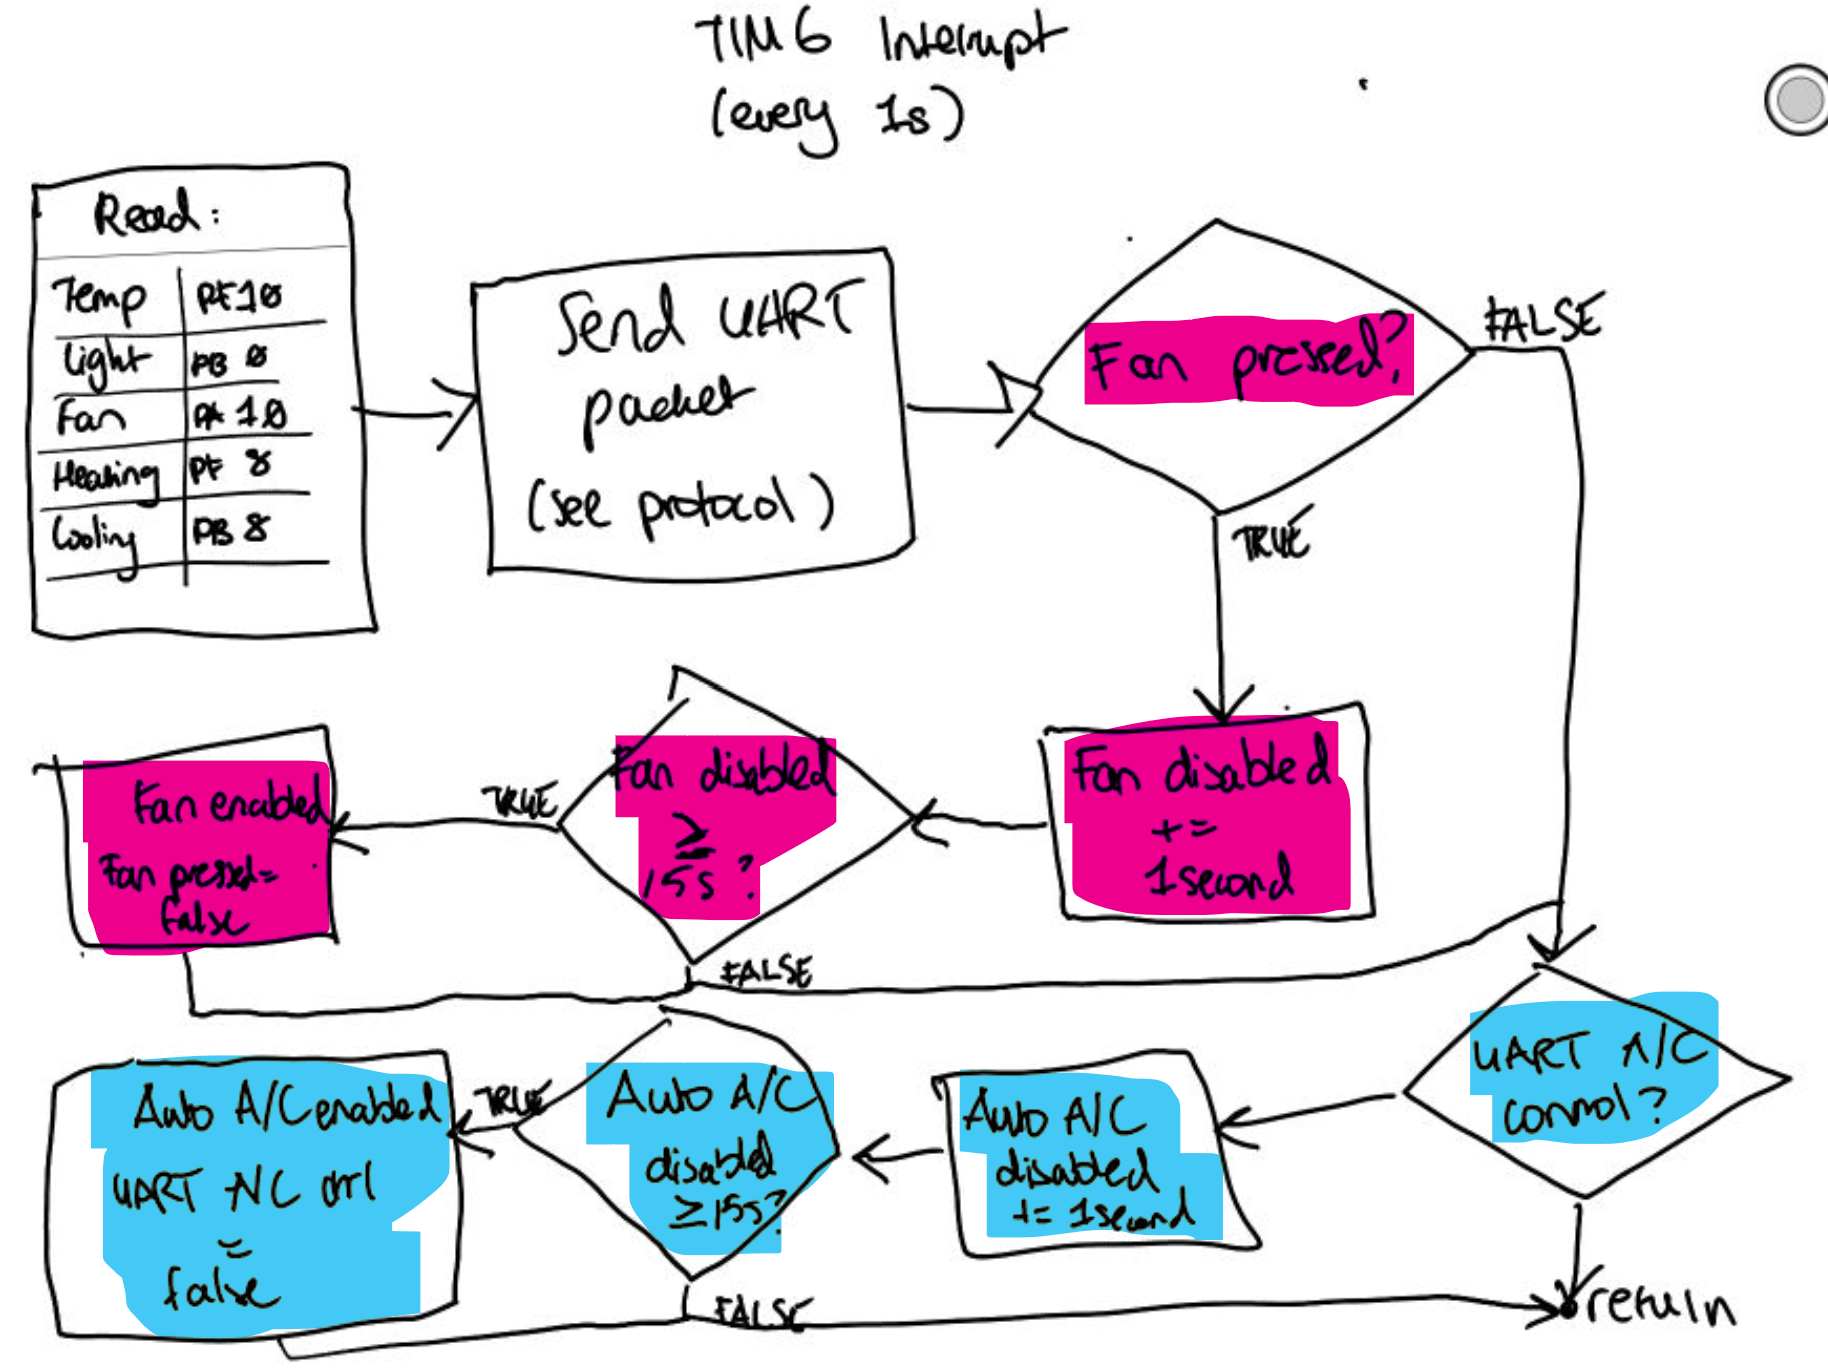 TIM6 Interrupt
(every 1s)
Read:
Temp PF10
Light PB 0
Fan PA 10
Heating PF 8
Cooling PB 8
Send UART
packet
(see protocol)
Fan pressed?
FALSE
TRUE
Fan disabled
+=
1second
Fan disabled
≥
15s?
TRUE
FALSE
Fan enabled
Fan pressed=
false
UART A/C
control?
Auto A/C
disabled
+= 1second
Auto A/C
disabled
≥15s?
TRUE
FALSE
Auto A/C enabled
UART A/C ctrl
=
false
return